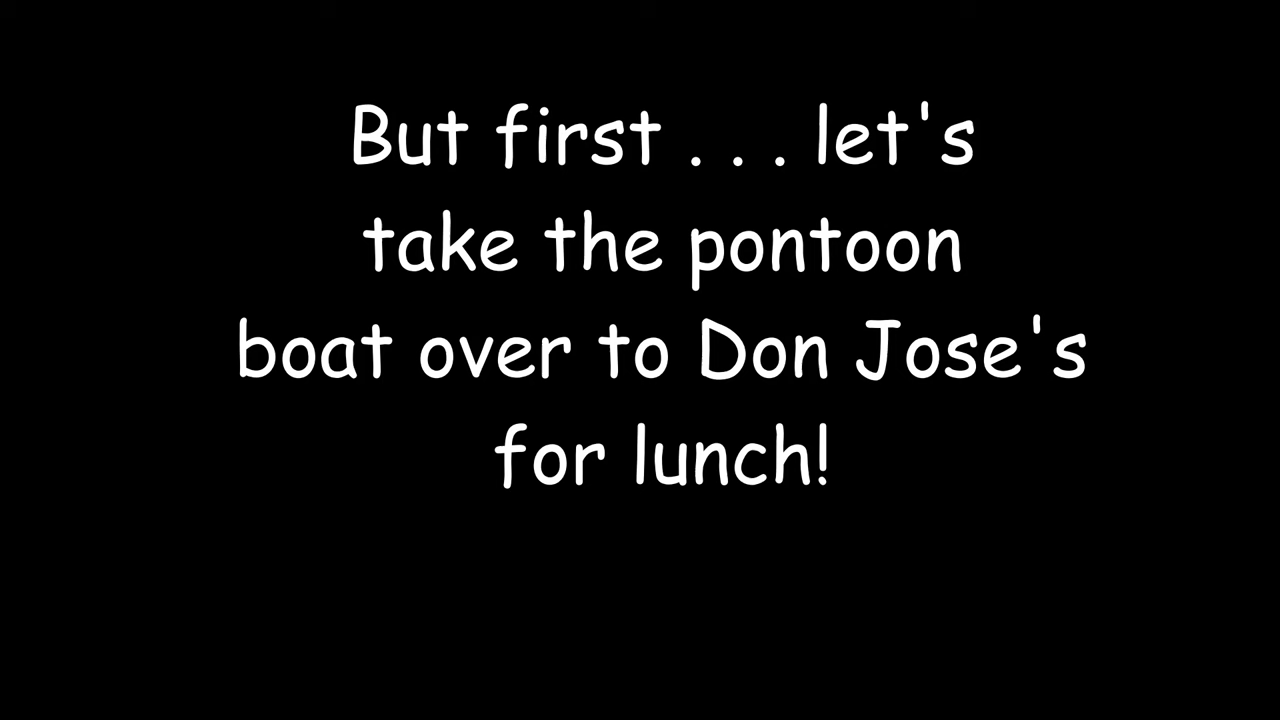 But first . . . let's
take the pontoon
boat over to Don Jose's
for lunch!